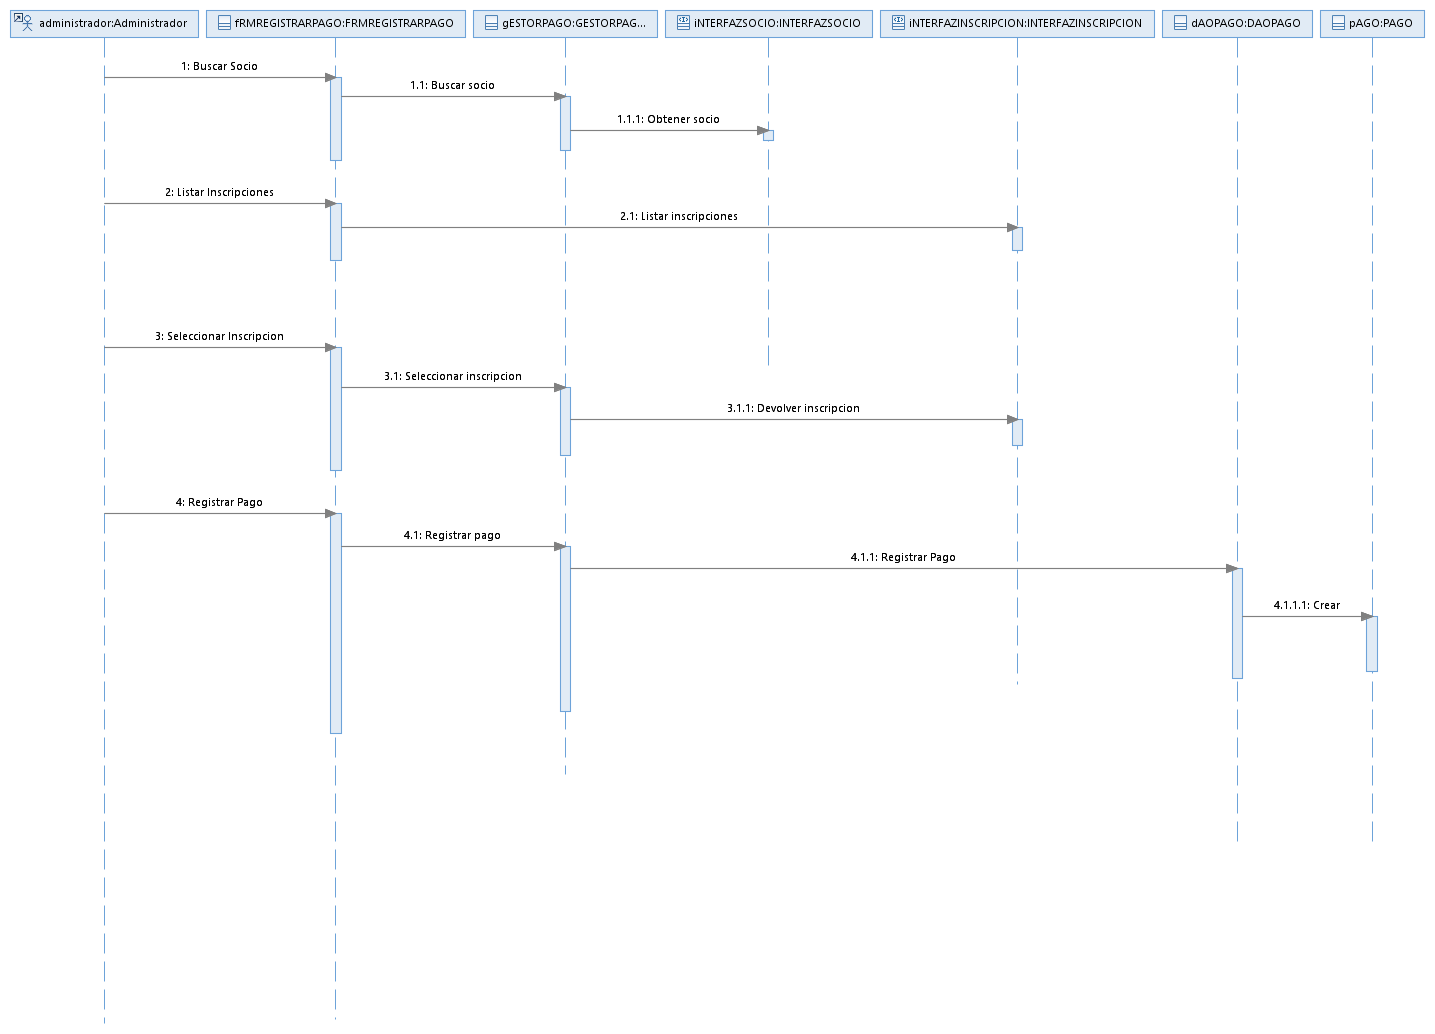 administrador:Administrador
fRMREGISTRARPAGO:FRMREGISTRARPAGO
gESTORPAGO:GESTORPAG...
iNTERFAZSOCIO:INTERFAZSOCIO
iNTERFAZINSCRIPCION:INTERFAZINSCRIPCION
dAOPAGO:DAOPAGO
pAGO:PAGO
1: Buscar Socio
1.1: Buscar socio
1.1.1: Obtener socio
2: Listar Inscripciones
2.1: Listar inscripciones
3: Seleccionar Inscripcion
3.1: Seleccionar inscripcion
3.1.1: Devolver inscripcion
4: Registrar Pago
4.1: Registrar pago
4.1.1: Registrar Pago
4.1.1.1: Crear